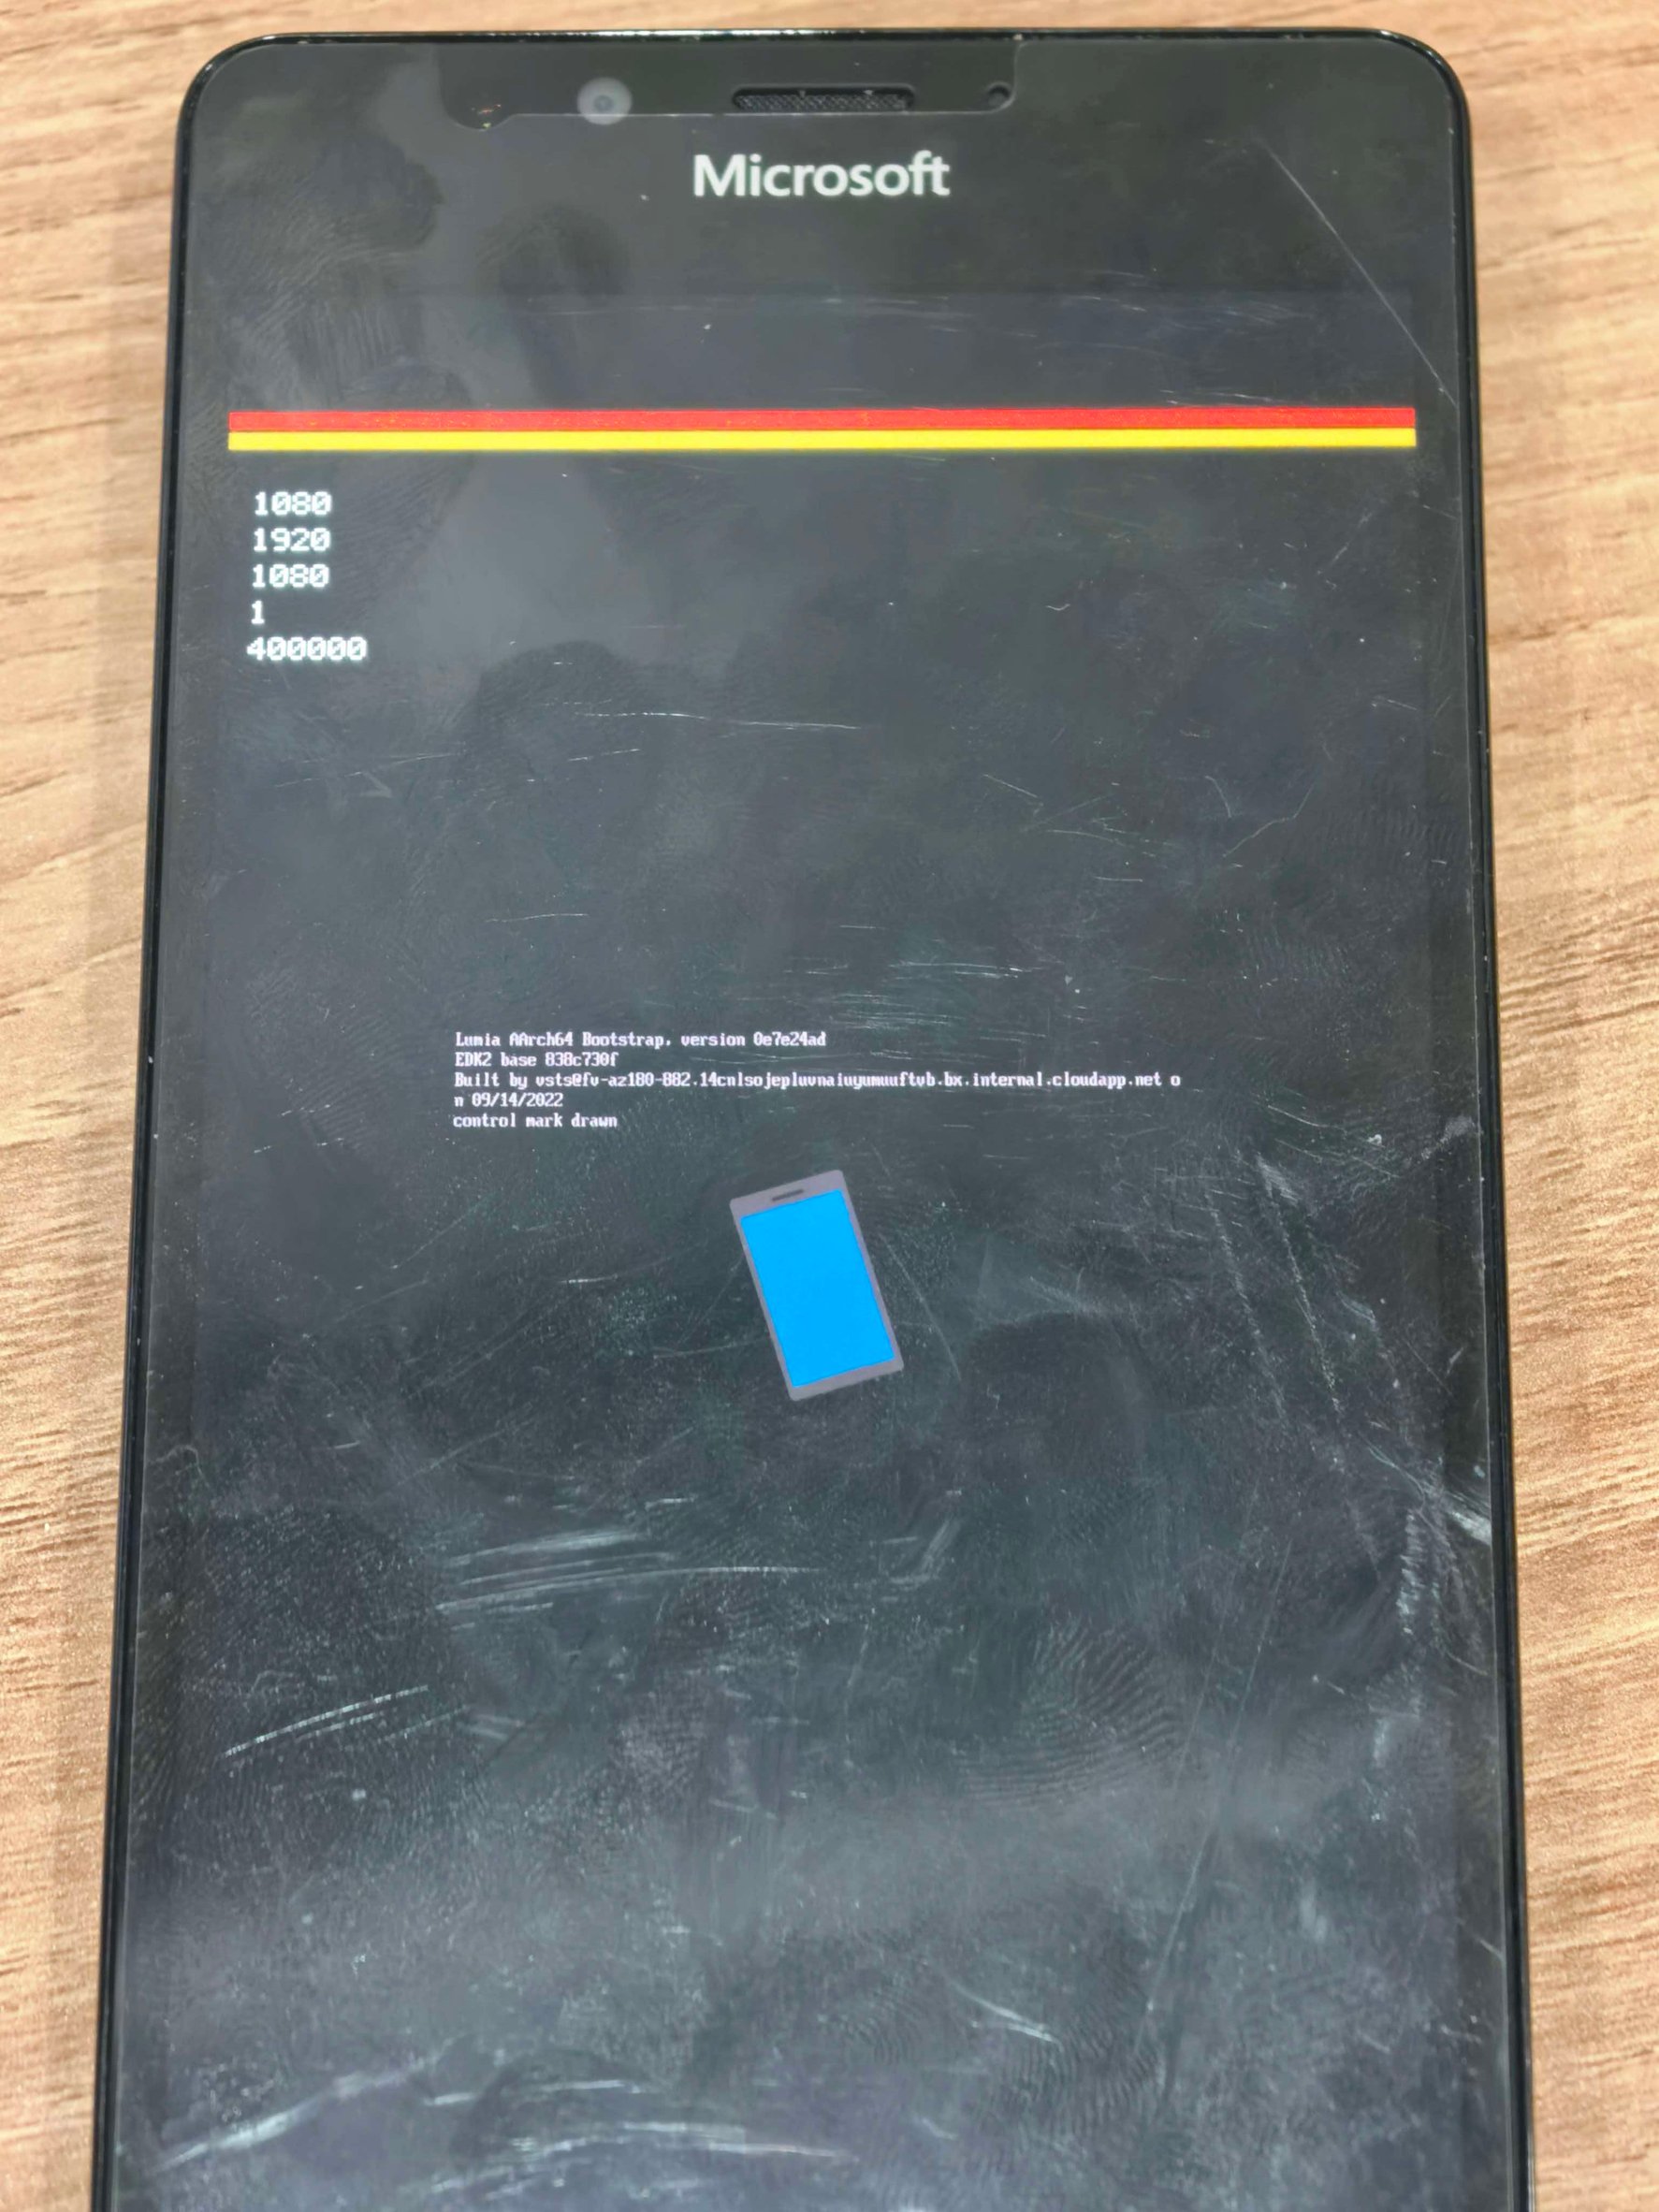 Microsoft
1080
1920
1080
1
400000
Lumia AArch64 Bootstrap, version 0e7e24ad
EDK2 base 838c730f
Built by vsts@fv-az180-882.14cnlsojepluvnaiuyumuuftvb.bx.internal.cloudapp.net o
n 09/14/2022
control mark drawn